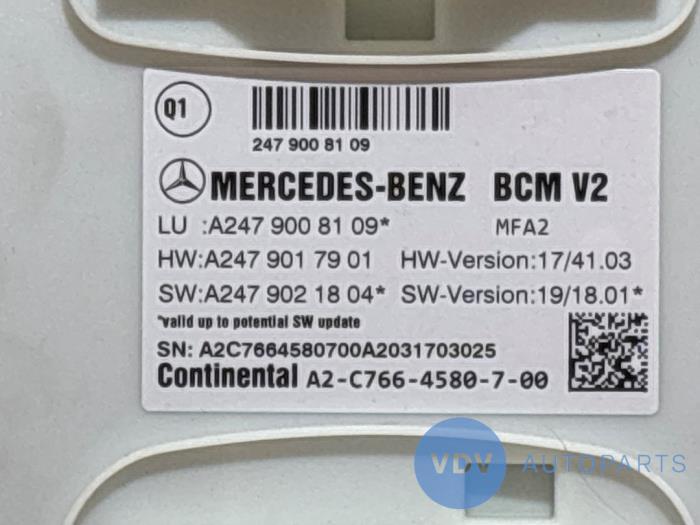 Q1
247 900 81 09
MERCEDES-BENZ BCM V2
LU :A247 900 81 09* MFA2
HW:A247 901 79 01 HW-Version:17/41.03
SW:A247 902 18 04* SW-Version:19/18.01*
*valid up to potential SW update
SN: A2C7664580700A2031703025
Continental A2-C766-4580-7-00
VDV AUTOPARTS